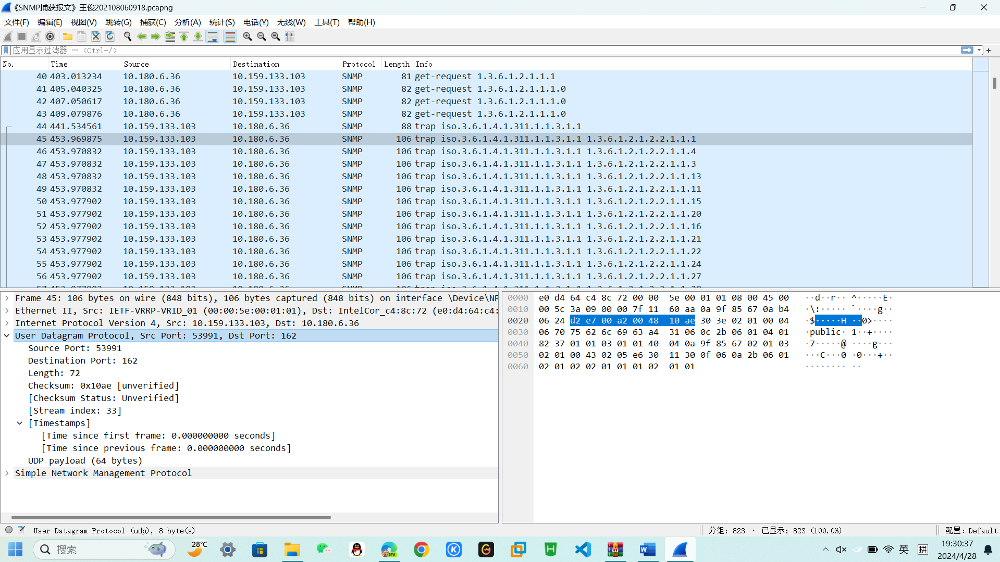 《SNMP捕获报文》王俊202108060918.pcapng
文件(F) 编辑(E) 视图(V) 跳转(G) 捕获(C) 分析(A) 统计(S) 电话(Y) 无线(W) 工具(T) 帮助(H)
应用显示过滤器 … <Ctrl-/>
No. Time Source Destination Protocol Length Info
40 403.013234 10.180.6.36 10.159.133.103 SNMP 81 get-request 1.3.6.1.2.1.1.1
41 405.040325 10.180.6.36 10.159.133.103 SNMP 82 get-request 1.3.6.1.2.1.1.1.0
42 407.050617 10.180.6.36 10.159.133.103 SNMP 82 get-request 1.3.6.1.2.1.1.1.0
43 409.079876 10.180.6.36 10.159.133.103 SNMP 82 get-request 1.3.6.1.2.1.1.1.0
44 441.534561 10.159.133.103 10.180.6.36 SNMP 88 trap iso.3.6.1.4.1.311.1.1.3.1.1
45 453.969875 10.159.133.103 10.180.6.36 SNMP 106 trap iso.3.6.1.4.1.311.1.1.3.1.1 1.3.6.1.2.1.2.2.1.1.1
46 453.970832 10.159.133.103 10.180.6.36 SNMP 106 trap iso.3.6.1.4.1.311.1.1.3.1.1 1.3.6.1.2.1.2.2.1.1.4
47 453.970832 10.159.133.103 10.180.6.36 SNMP 106 trap iso.3.6.1.4.1.311.1.1.3.1.1 1.3.6.1.2.1.2.2.1.1.3
48 453.970832 10.159.133.103 10.180.6.36 SNMP 106 trap iso.3.6.1.4.1.311.1.1.3.1.1 1.3.6.1.2.1.2.2.1.1.13
49 453.970832 10.159.133.103 10.180.6.36 SNMP 106 trap iso.3.6.1.4.1.311.1.1.3.1.1 1.3.6.1.2.1.2.2.1.1.11
50 453.977902 10.159.133.103 10.180.6.36 SNMP 106 trap iso.3.6.1.4.1.311.1.1.3.1.1 1.3.6.1.2.1.2.2.1.1.15
51 453.977902 10.159.133.103 10.180.6.36 SNMP 106 trap iso.3.6.1.4.1.311.1.1.3.1.1 1.3.6.1.2.1.2.2.1.1.20
52 453.977902 10.159.133.103 10.180.6.36 SNMP 106 trap iso.3.6.1.4.1.311.1.1.3.1.1 1.3.6.1.2.1.2.2.1.1.16
53 453.977902 10.159.133.103 10.180.6.36 SNMP 106 trap iso.3.6.1.4.1.311.1.1.3.1.1 1.3.6.1.2.1.2.2.1.1.21
54 453.977902 10.159.133.103 10.180.6.36 SNMP 106 trap iso.3.6.1.4.1.311.1.1.3.1.1 1.3.6.1.2.1.2.2.1.1.22
55 453.977902 10.159.133.103 10.180.6.36 SNMP 106 trap iso.3.6.1.4.1.311.1.1.3.1.1 1.3.6.1.2.1.2.2.1.1.24
56 453.977902 10.159.133.103 10.180.6.36 SNMP 106 trap iso.3.6.1.4.1.311.1.1.3.1.1 1.3.6.1.2.1.2.2.1.1.27
Frame 45: 106 bytes on wire (848 bits), 106 bytes captured (848 bits) on interface \Device\NP
Ethernet II, Src: IETF-VRRP-VRID_01 (00:00:5e:00:01:01), Dst: IntelCor_c4:8c:72 (e0:d4:64:c4:
Internet Protocol Version 4, Src: 10.159.133.103, Dst: 10.180.6.36
User Datagram Protocol, Src Port: 53991, Dst Port: 162
Source Port: 53991
Destination Port: 162
Length: 72
Checksum: 0x10ae [unverified]
[Checksum Status: Unverified]
[Stream index: 33]
[Timestamps]
[Time since first frame: 0.000000000 seconds]
[Time since previous frame: 0.000000000 seconds]
UDP payload (64 bytes)
Simple Network Management Protocol
0000 e0 d4 64 c4 8c 72 00 00 5e 00 01 01 08 00 45 00 ··d··r·· ^·····E·
0010 00 5c 3a 09 00 00 7f 11 60 aa 0a 9f 85 67 0a b4 ·\:····· `····g··
0020 06 24 d2 e7 00 a2 00 48 10 ae 30 3e 02 01 00 04 ·$·····H ··0>····
0030 06 70 75 62 6c 69 63 a4 31 06 0c 2b 06 01 04 01 ·public· 1··+····
0040 82 37 01 01 03 01 01 40 04 0a 9f 85 67 02 01 03 ·7·····@ ····g···
0050 02 01 00 43 02 05 e6 30 11 30 0f 06 0a 2b 06 01 ···C···0 ·0···+··
0060 02 01 02 02 01 01 01 02 01 01 ········ ··
User Datagram Protocol (udp), 8 byte(s) 分组: 823 · 已显示: 823 (100.0%) 配置: Default
搜索 28°C DEV 英 拼 19:30:37
2024/4/28